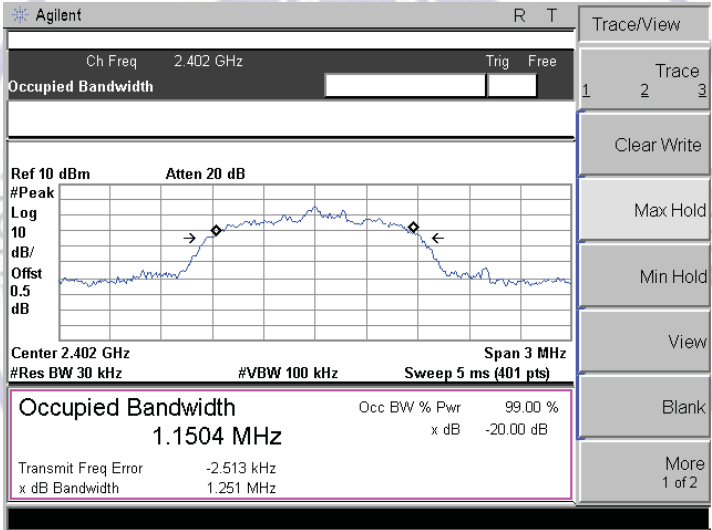 Agilent R T
Ch Freq 2.402 GHz Trig Free
Occupied Bandwidth
Ref 10 dBm Atten 20 dB
#Peak
Log
10
dB/
Offst
0.5
dB
Center 2.402 GHz Span 3 MHz
#Res BW 30 kHz #VBW 100 kHz Sweep 5 ms (401 pts)
Occupied Bandwidth Occ BW % Pwr 99.00 %
1.1504 MHz x dB -20.00 dB
Transmit Freq Error -2.513 kHz
x dB Bandwidth 1.251 MHz
Trace/View
Trace
1 2 3
Clear Write
Max Hold
Min Hold
View
Blank
More
1 of 2